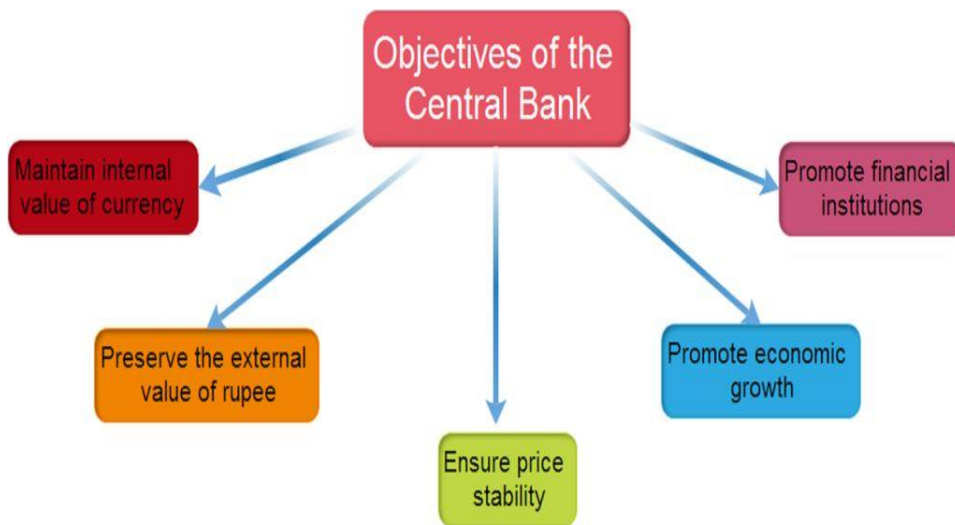 Objectives of the
Central Bank
Maintain internal
value of currency
Preserve the external
value of rupee
Ensure price
stability
Promote economic
growth
Promote financial
institutions